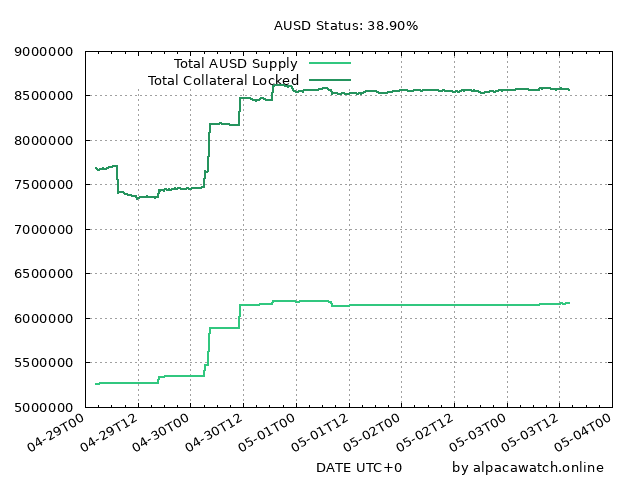 AUSD Status: 38.90%
9000000
Total AUSD Supply
Total Collateral Locked
8500000
8000000
7500000
7000000
6500000
6000000
5500000
5000000
04-29T00 04-29T12 04-30T00 04-30T12 05-01T00 05-01T12 05-02T00 05-02T12 05-03T00 05-03T12 05-04T00
DATE UTC+0 by alpacawatch.online